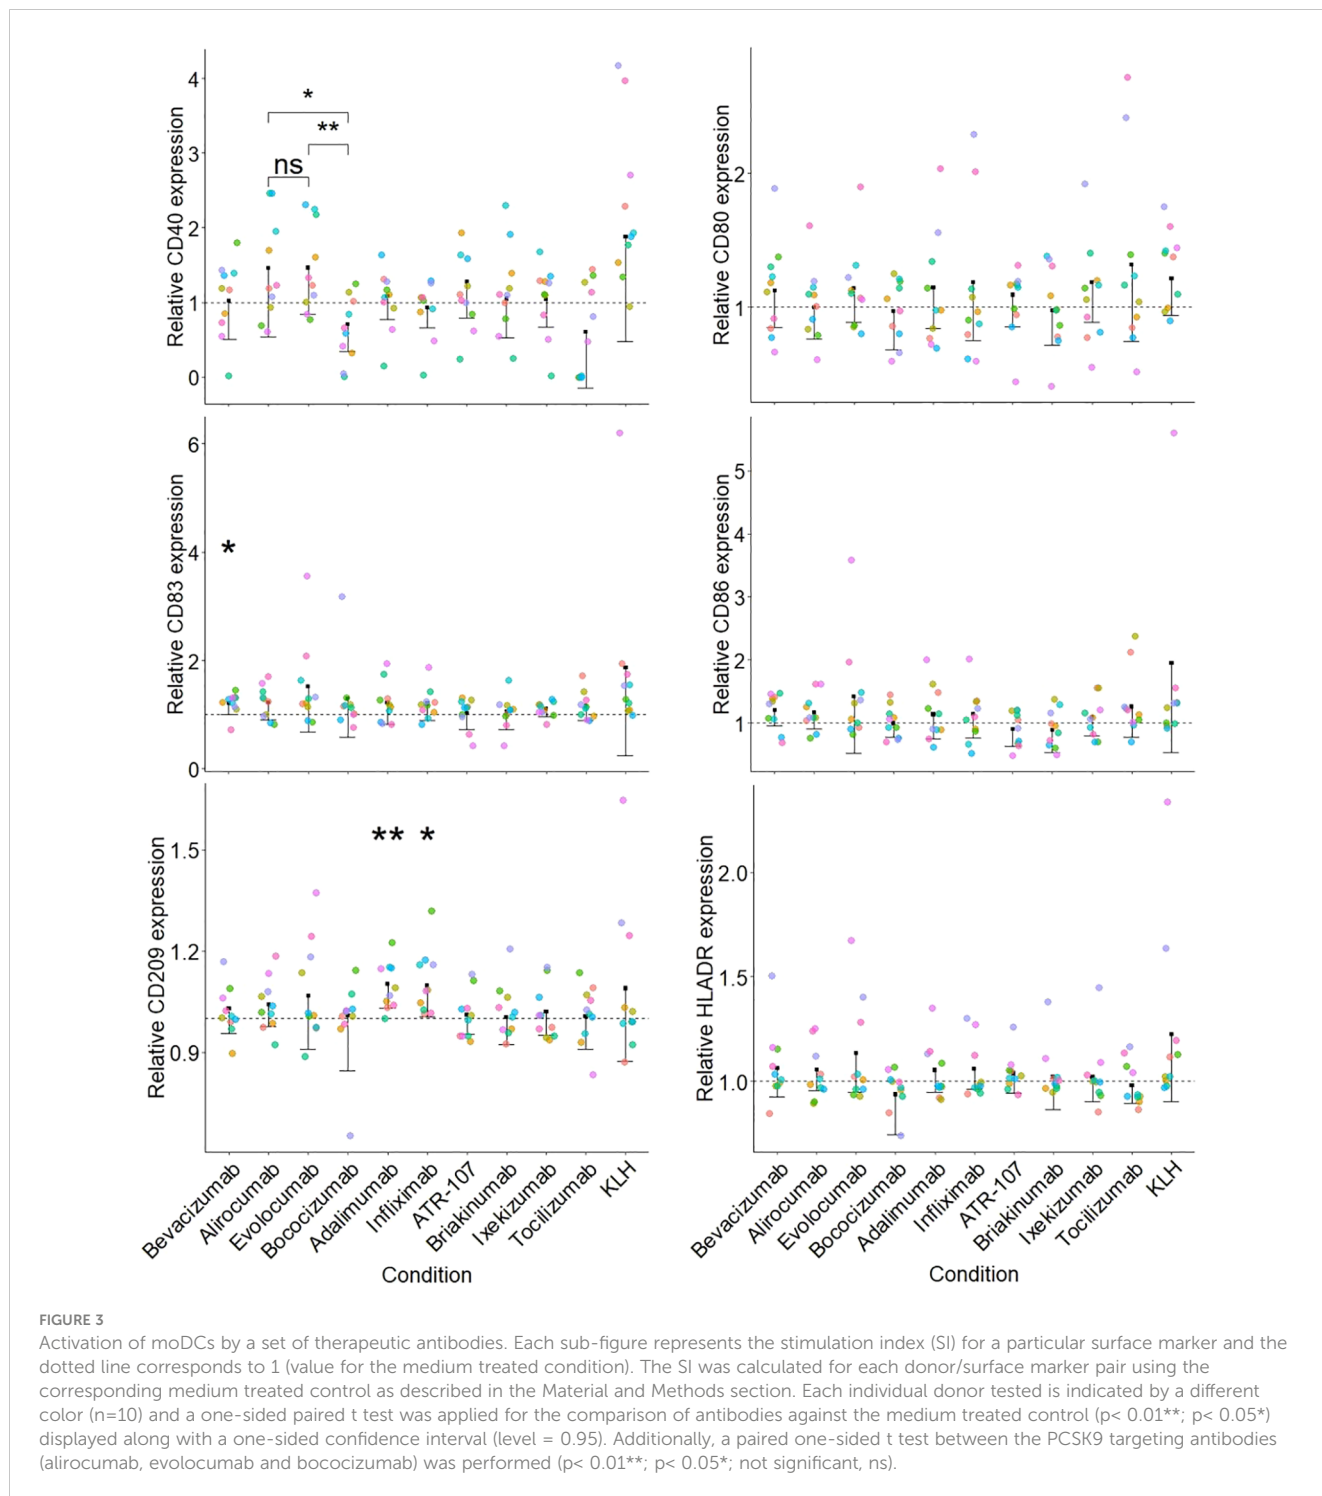 Relative CD40 expression
4
3
2
1
0
*
**
ns
Relative CD80 expression
2
1
Relative CD83 expression
6
4
2
0
*
Relative CD86 expression
5
4
3
2
1
Relative CD209 expression
1.5
1.2
0.9
**
*
Relative HLADR expression
2.0
1.5
1.0
Bevacizumab
Alirocumab
Evolocumab
Bococizumab
Adalimumab
Infliximab
ATR-107
Briakinumab
Ixekizumab
Tocilizumab
KLH
Condition
Bevacizumab
Alirocumab
Evolocumab
Bococizumab
Adalimumab
Infliximab
ATR-107
Briakinumab
Ixekizumab
Tocilizumab
KLH
Condition
FIGURE 3
Activation of moDCs by a set of therapeutic antibodies. Each sub-figure represents the stimulation index (SI) for a particular surface marker and the
dotted line corresponds to 1 (value for the medium treated condition). The SI was calculated for each donor/surface marker pair using the
corresponding medium treated control as described in the Material and Methods section. Each individual donor tested is indicated by a different
color (n=10) and a one-sided paired t test was applied for the comparison of antibodies against the medium treated control (p< 0.01**; p< 0.05*)
displayed along with a one-sided confidence interval (level = 0.95). Additionally, a paired one-sided t test between the PCSK9 targeting antibodies
(alirocumab, evolocumab and bococizumab) was performed (p< 0.01**; p< 0.05*; not significant, ns).